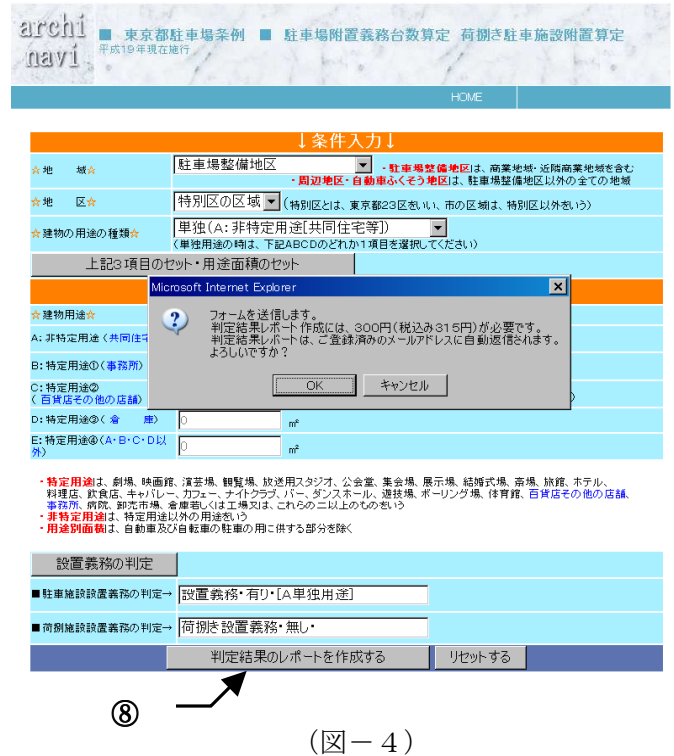 archi
navi
■ 東京都駐車場条例 ■ 駐車場附置義務台数算定 荷捌き駐車施設附置算定
平成19年現在施行
HOME
↓条件入力↓
☆地 域☆
駐車場整備地区
・駐車場整備地区は、商業地域・近隣商業地域を含む
・周辺地区・自動車ふくそう地区は、駐車場整備地区以外の全ての地域
☆地 区☆
特別区の区域
(特別区とは、東京都23区をいい、市の区域は、特別区以外をいう)
☆建物の用途の種類☆
単独(A:非特定用途[共同住宅等])
(単独用途の時は、下記ABCDのどれか1項目を選択してください)
上記3項目のセット・用途面積のセット
Microsoft Internet Explorer
フォームを送信します。
判定結果レポート作成には、300円(税込み315円)が必要です。
判定結果レポートは、ご登録済みのメールアドレスに自動返信されます。
よろしいですか?
OK
キャンセル
☆建物用途☆
A:非特定用途(共同住宅
B:特定用途①(事務所)
C:特定用途②
(百貨店その他の店舗)
D:特定用途③(倉 庫)
0
㎡
E:特定用途④(A・B・C・D以外)
0
㎡
・特定用途は、劇場、映画館、演芸場、観覧場、放送用スタジオ、公会堂、集会場、展示場、結婚式場、斎場、旅館、ホテル、
料理店、飲食店、キャバレー、カフェー、ナイトクラブ、バー、ダンスホール、遊技場、ボーリング場、体育館、百貨店その他の店舗、
事務所、病院、卸売市場、倉庫若しくは工場又は、これらの二以上のものをいう
・非特定用途は、特定用途以外の用途をいう
・用途別面積は、自動車及び自転車の駐車の用に供する部分を除く
設置義務の判定
■駐車施設設置義務の判定→
設置義務・有り・[A単独用途]
■荷捌施設設置義務の判定→
荷捌き設置義務・無し・
判定結果のレポートを作成する
リセットする
⑧
(図-4)